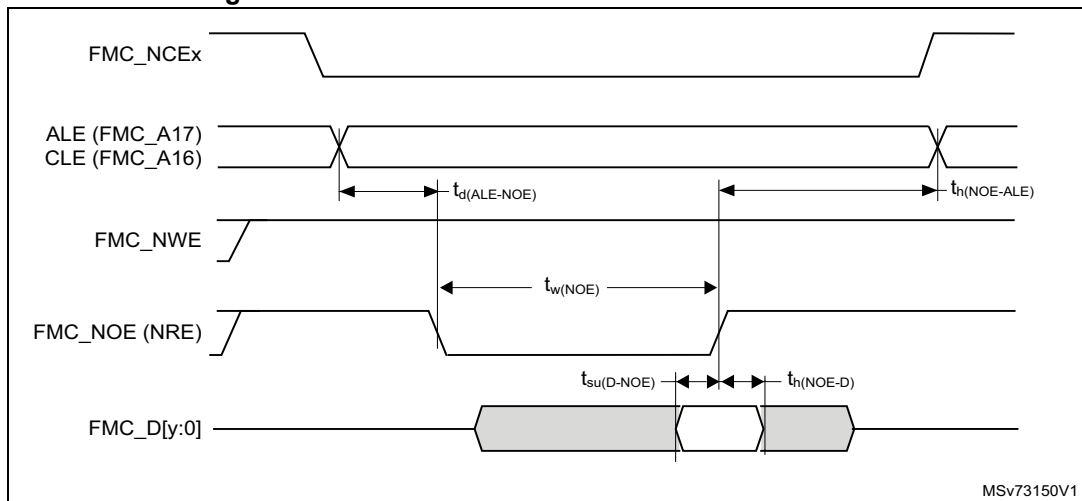 FMC_NCEx
ALE (FMC_A17)
CLE (FMC_A16)
td(ALE-NOE)
th(NOE-ALE)
FMC_NWE
tw(NOE)
FMC_NOE (NRE)
tsu(D-NOE)
th(NOE-D)
FMC_D[y:0]
MSv73150V1